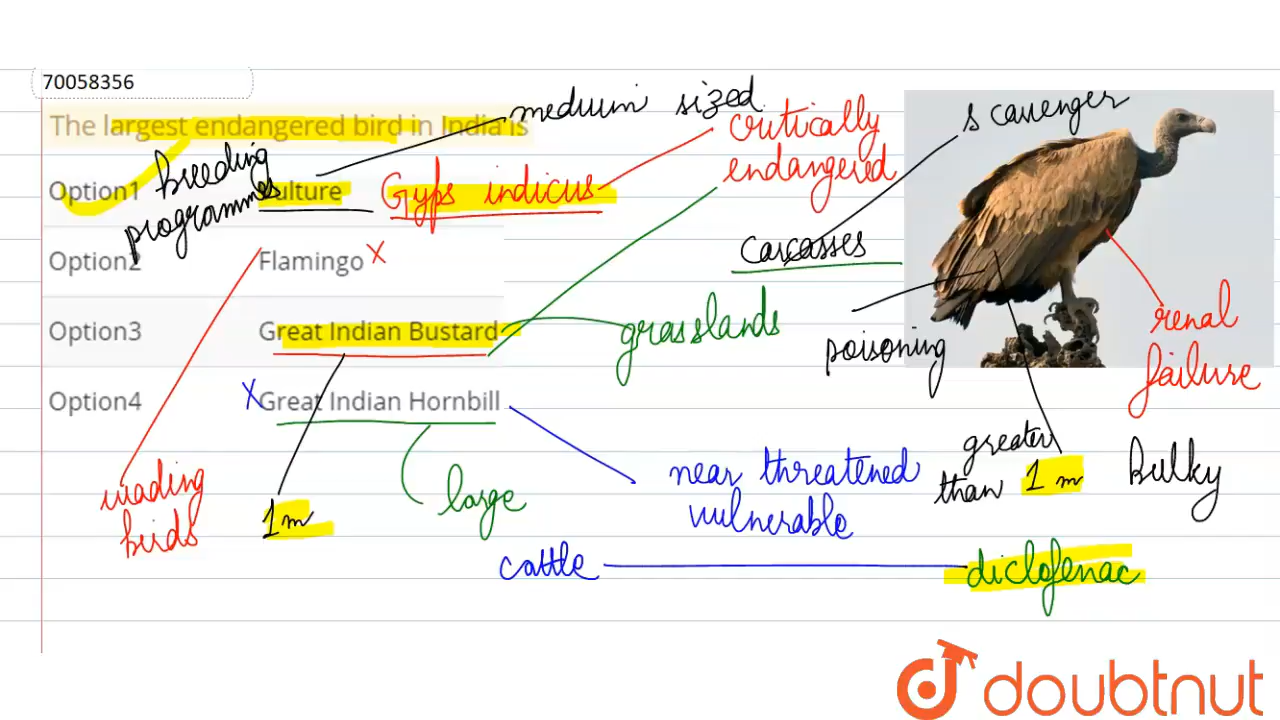 70058356
The largest endangered bird in India is
Option1
ulture
Option2
Flamingo X
Option3
Great Indian Bustard
Option4
X Great Indian Hornbill
breeding
programmes
medium sized
Gyps indicus
critically
endangered
scavenger
carcasses
grasslands
poisoning
renal
failure
wading
birds
1m
large
near threatened
vulnerable
greater
than 1 m
Bulky
cattle
diclofenac
doubtnut